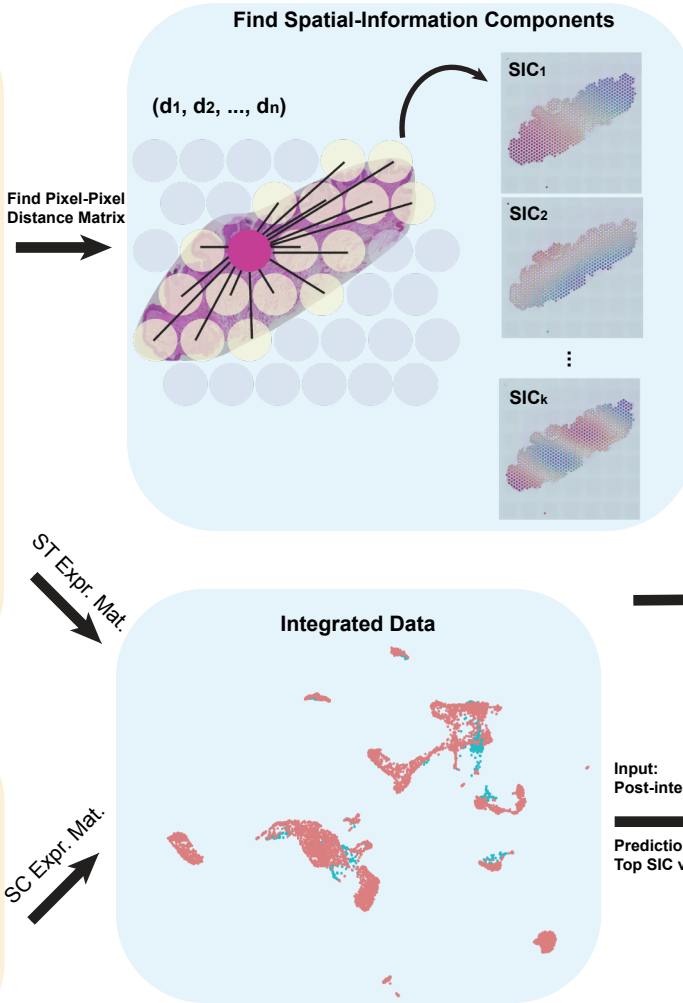 Find Spatial-Information Components
(d1, d2, ..., dn)
SIC1
Find Pixel-Pixel
Distance Matrix
SIC2
...
SICk
ST Expr. Mat.
Integrated Data
Input:
Post-inte
SC Expr. Mat.
Prediction
Top SIC v